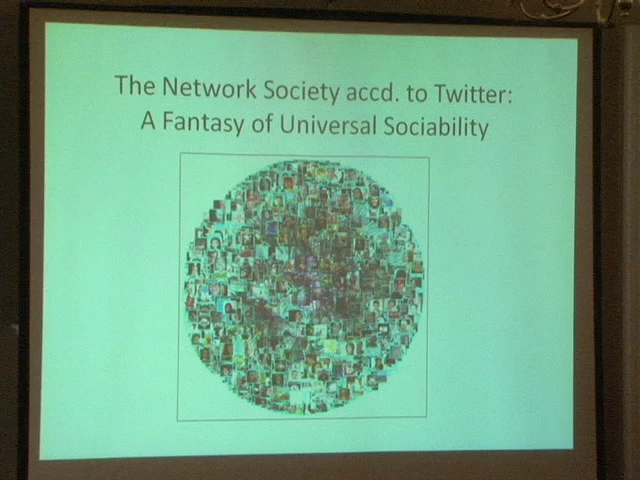 The Network Society accd. to Twitter:
A Fantasy of Universal Sociability